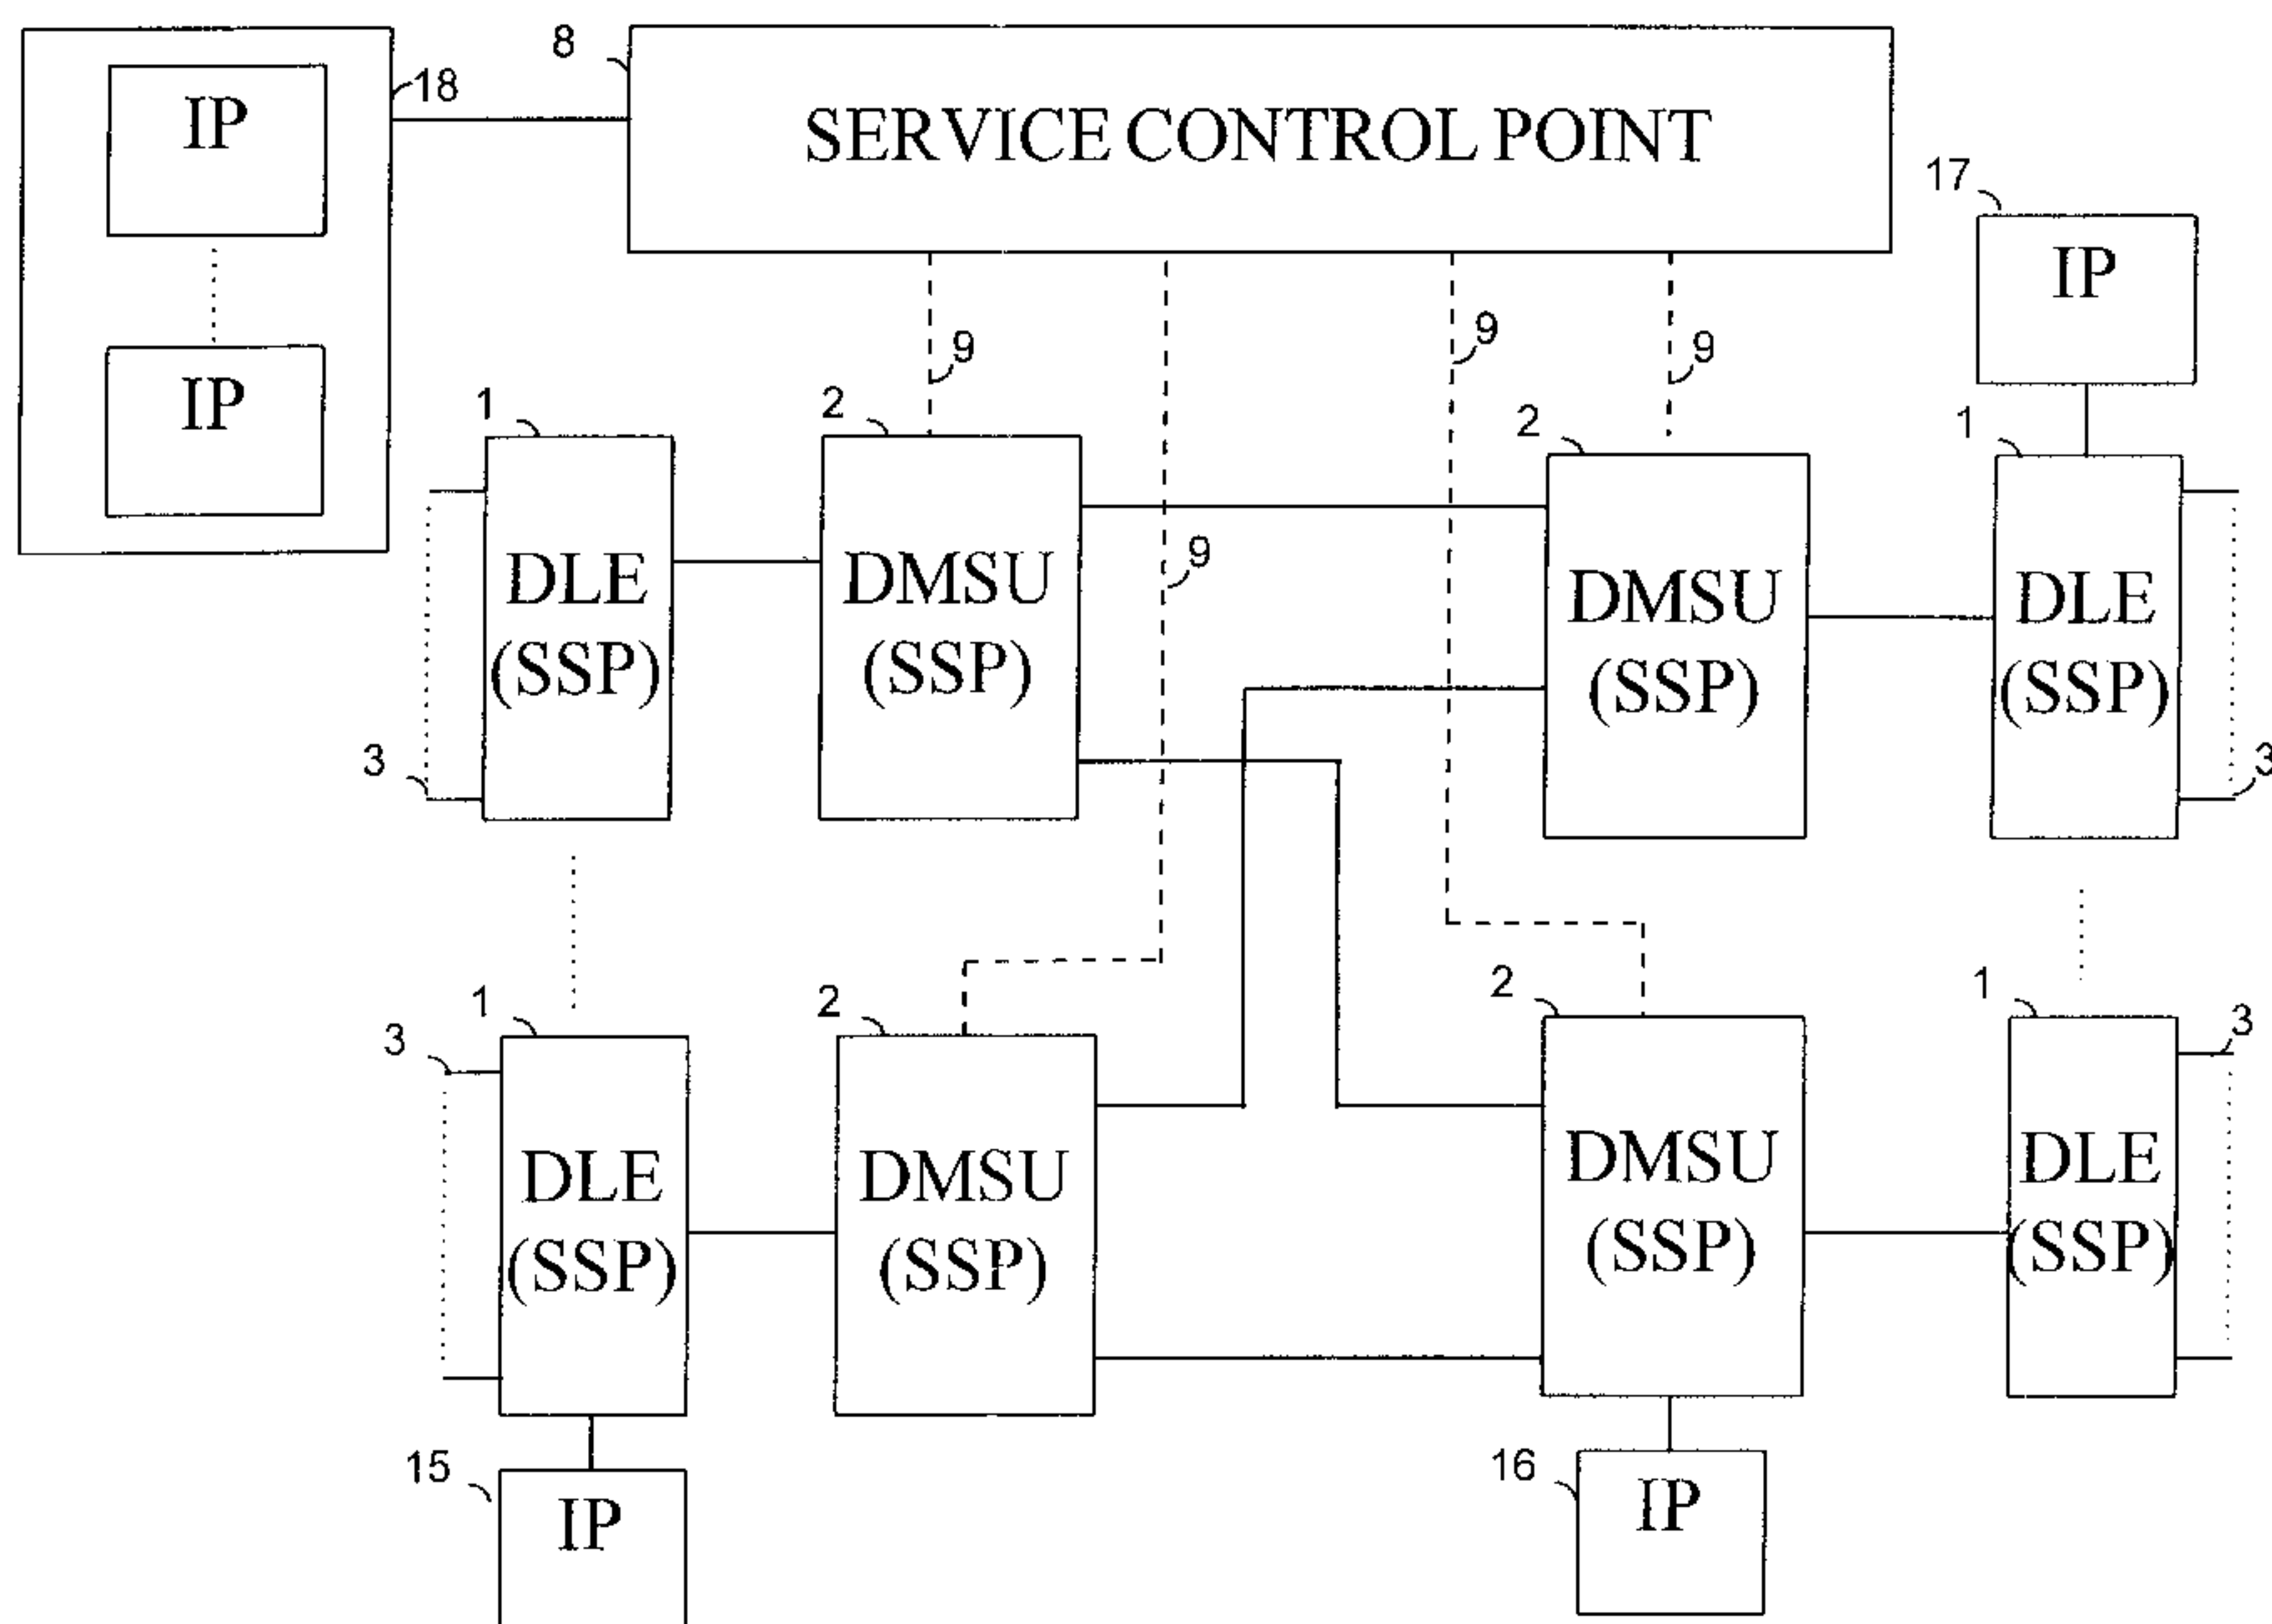 8
18
IP
SERVICE CONTROL POINT
17
IP
IP
9
9
9
1
2
2
1
9
DLE
(SSP)
DMSU
(SSP)
DMSU
(SSP)
DLE
(SSP)
3
3
1
2
2
1
3
3
DLE
(SSP)
DMSU
(SSP)
DMSU
(SSP)
DLE
(SSP)
15
IP
16
IP